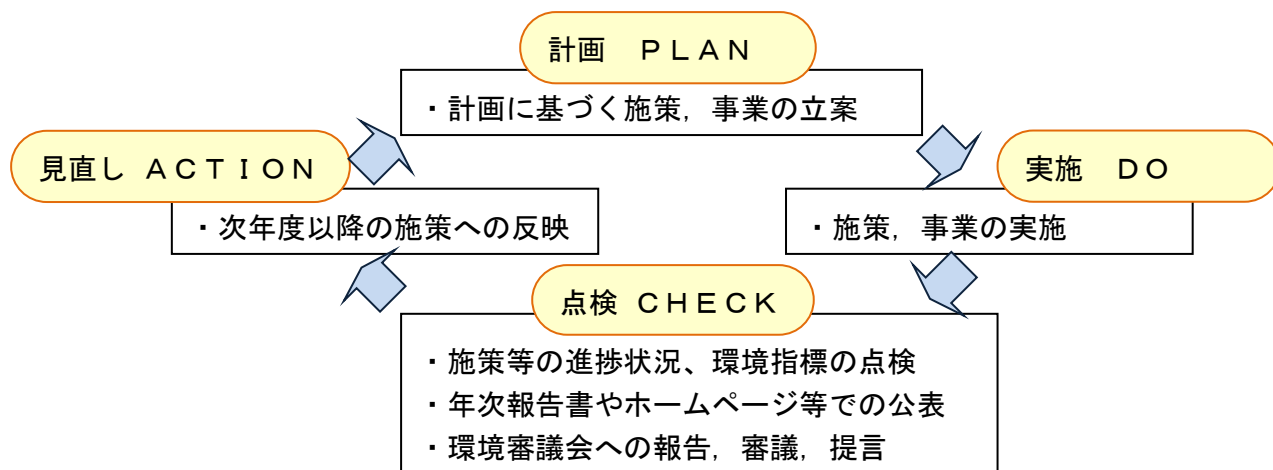 計画　ＰＬＡＮ
・計画に基づく施策，事業の立案
見直し ＡＣＴＩＯＮ
実施　ＤＯ
・次年度以降の施策への反映
・施策，事業の実施
点検 ＣＨＥＣＫ
・施策等の進捗状況、環境指標の点検
・年次報告書やホームページ等での公表
・環境審議会への報告，審議，提言